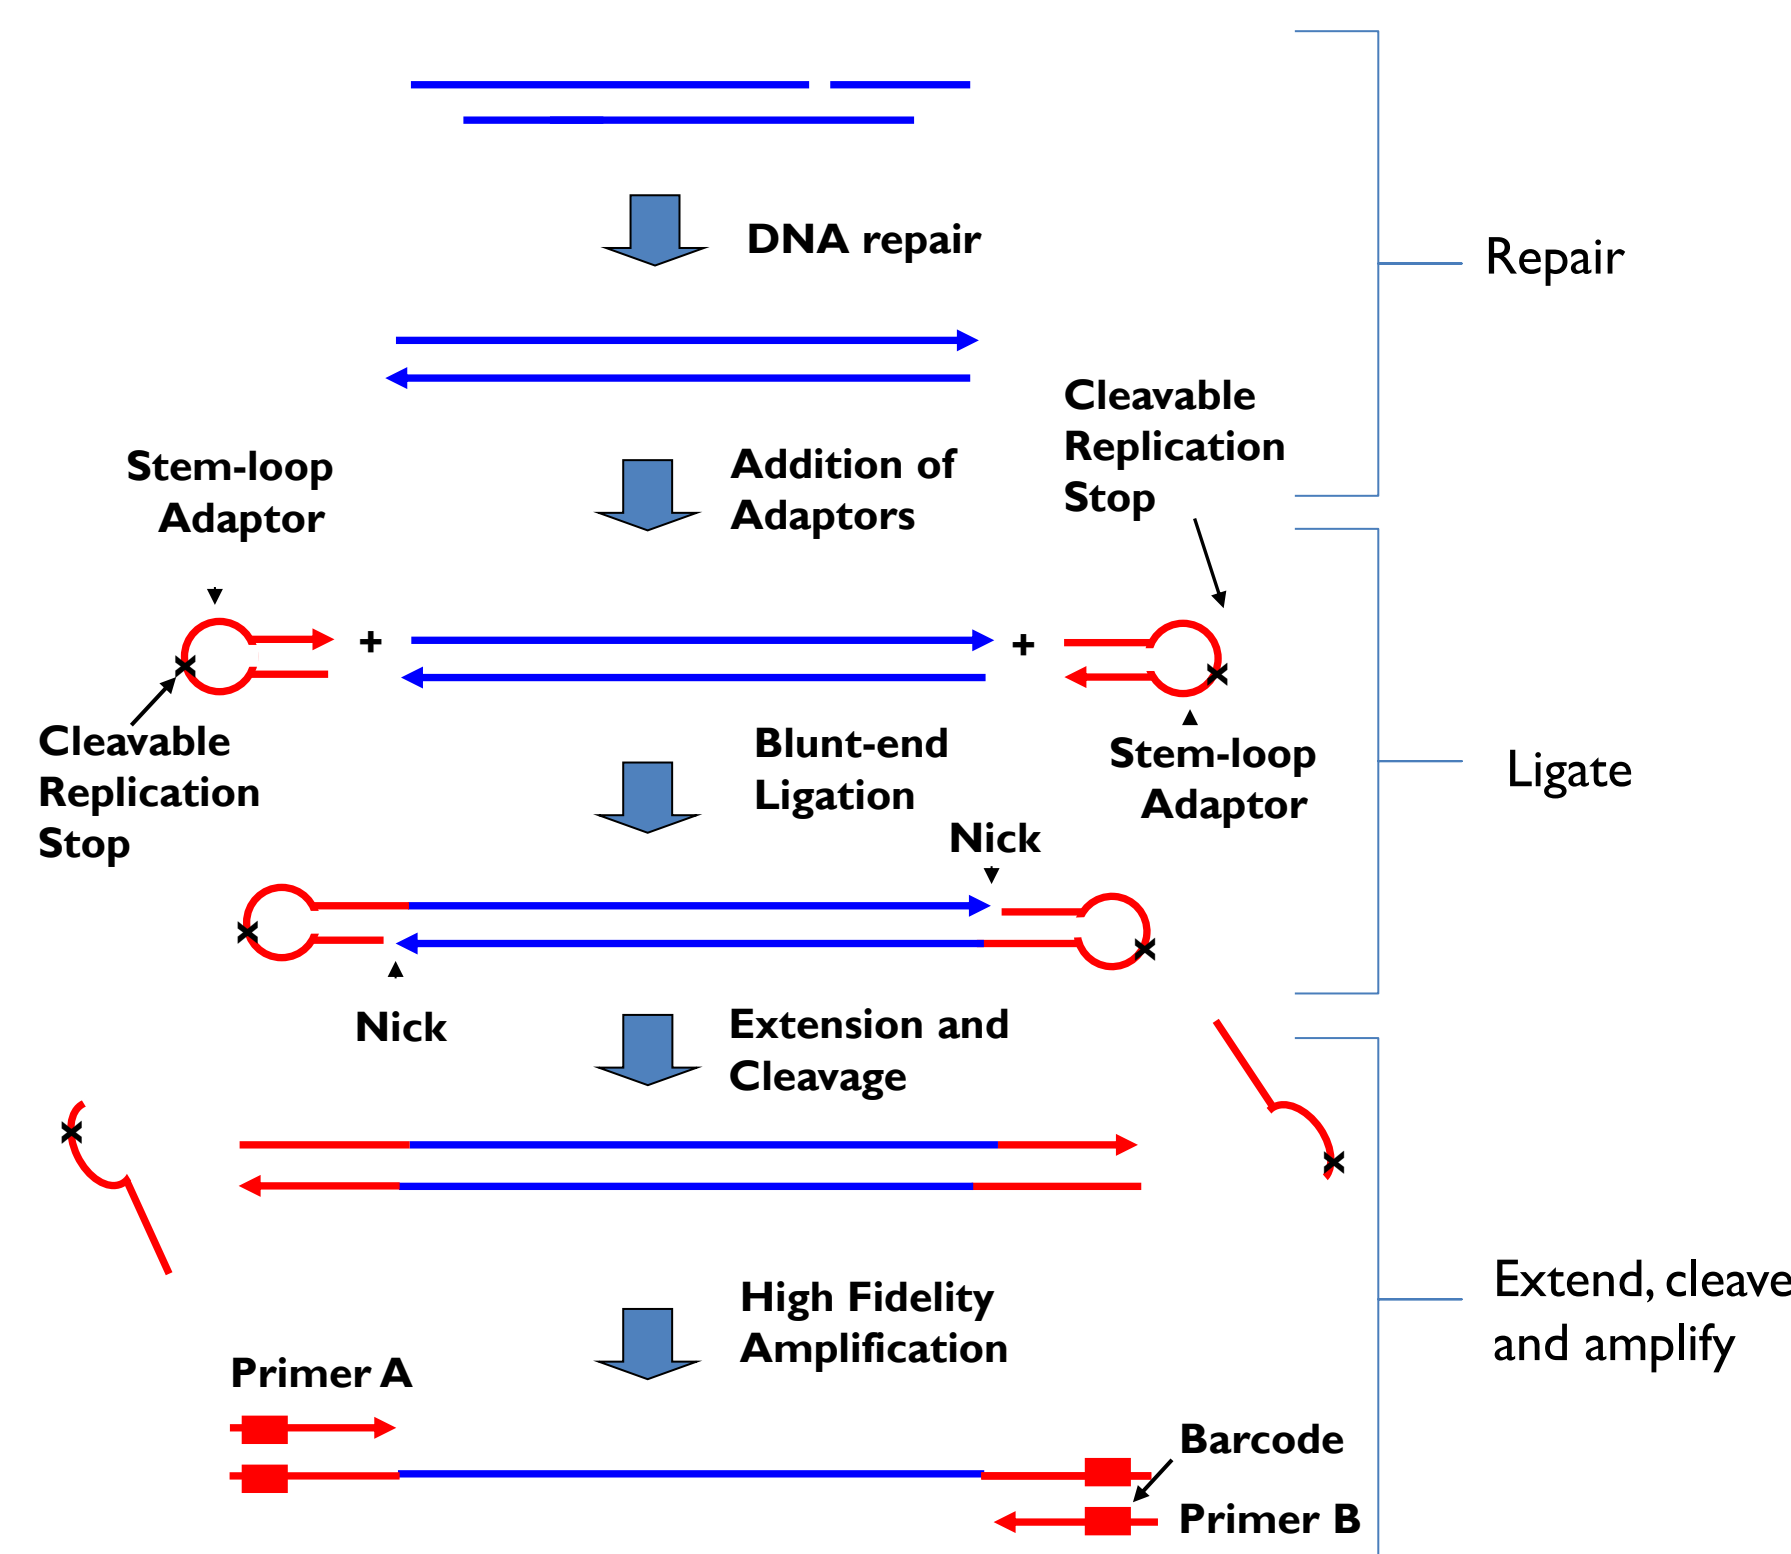 DNA repair
Repair
Cleavable
Replication
Stop
Stem-loop
Adaptor
Addition of
Adaptors
+
+
Cleavable
Replication
Stop
Blunt-end
Ligation
Stem-loop
Adaptor
Ligate
Nick
Nick
Extension and
Cleavage
High Fidelity
Amplification
Extend, cleave
and amplify
Primer A
Barcode
Primer B